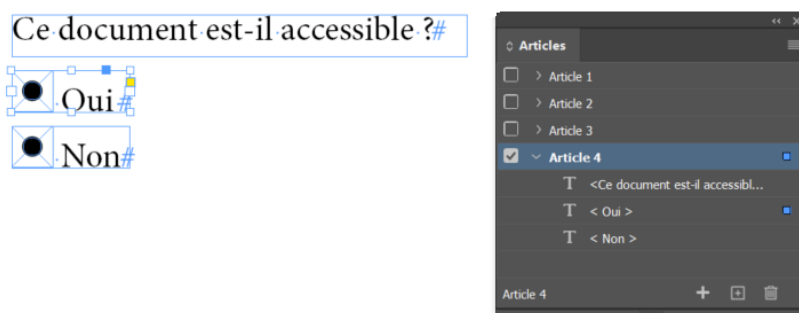 Ce document est-il accessible ?#
Oui#
Non#
Articles
Article 1
Article 2
Article 3
Article 4
T <Ce document est-il accessibl...
T < Oui >
T < Non >
Article 4